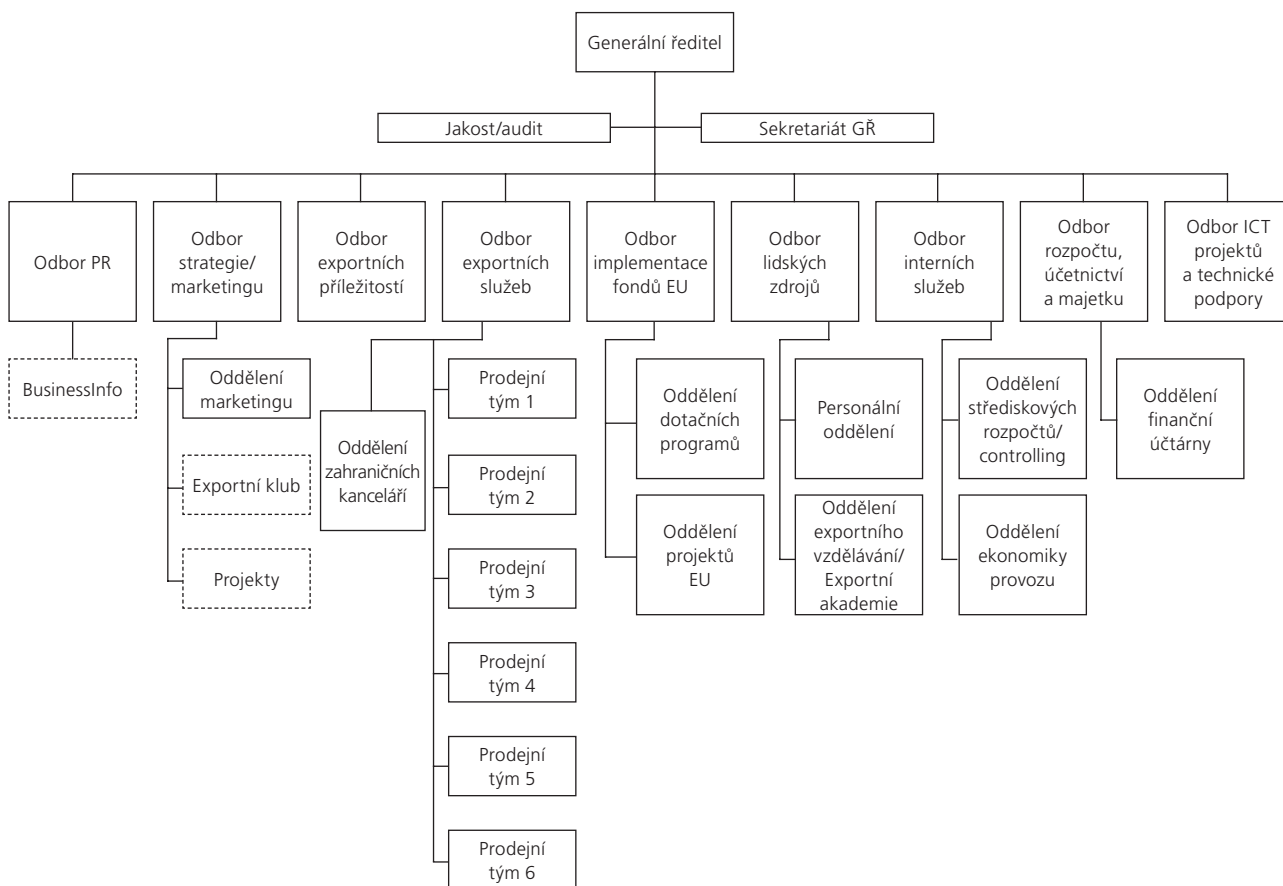 Generální ředitel
Jakost/audit
Sekretariát GŘ
Odbor PR
Odbor
strategie/
marketingu
Odbor
exportních
příležitostí
Odbor
exportních
služeb
Odbor
implementace
fondů EU
Odbor
lidských
zdrojů
Odbor
interních
služeb
Odbor
rozpočtu,
účetnictví
a majetku
Odbor ICT
projektů
a technické
podpory
BusinessInfo
Oddělení
marketingu
Exportní klub
Projekty
Oddělení
zahraničních
kanceláří
Prodejní
tým 1
Prodejní
tým 2
Prodejní
tým 3
Prodejní
tým 4
Prodejní
tým 5
Prodejní
tým 6
Oddělení
dotačních
programů
Oddělení
projektů
EU
Personální
oddělení
Oddělení
exportního
vzdělávání/
Exportní
akademie
Oddělení
střediskových
rozpočtů/
controlling
Oddělení
ekonomiky
provozu
Oddělení
finanční
účtárny